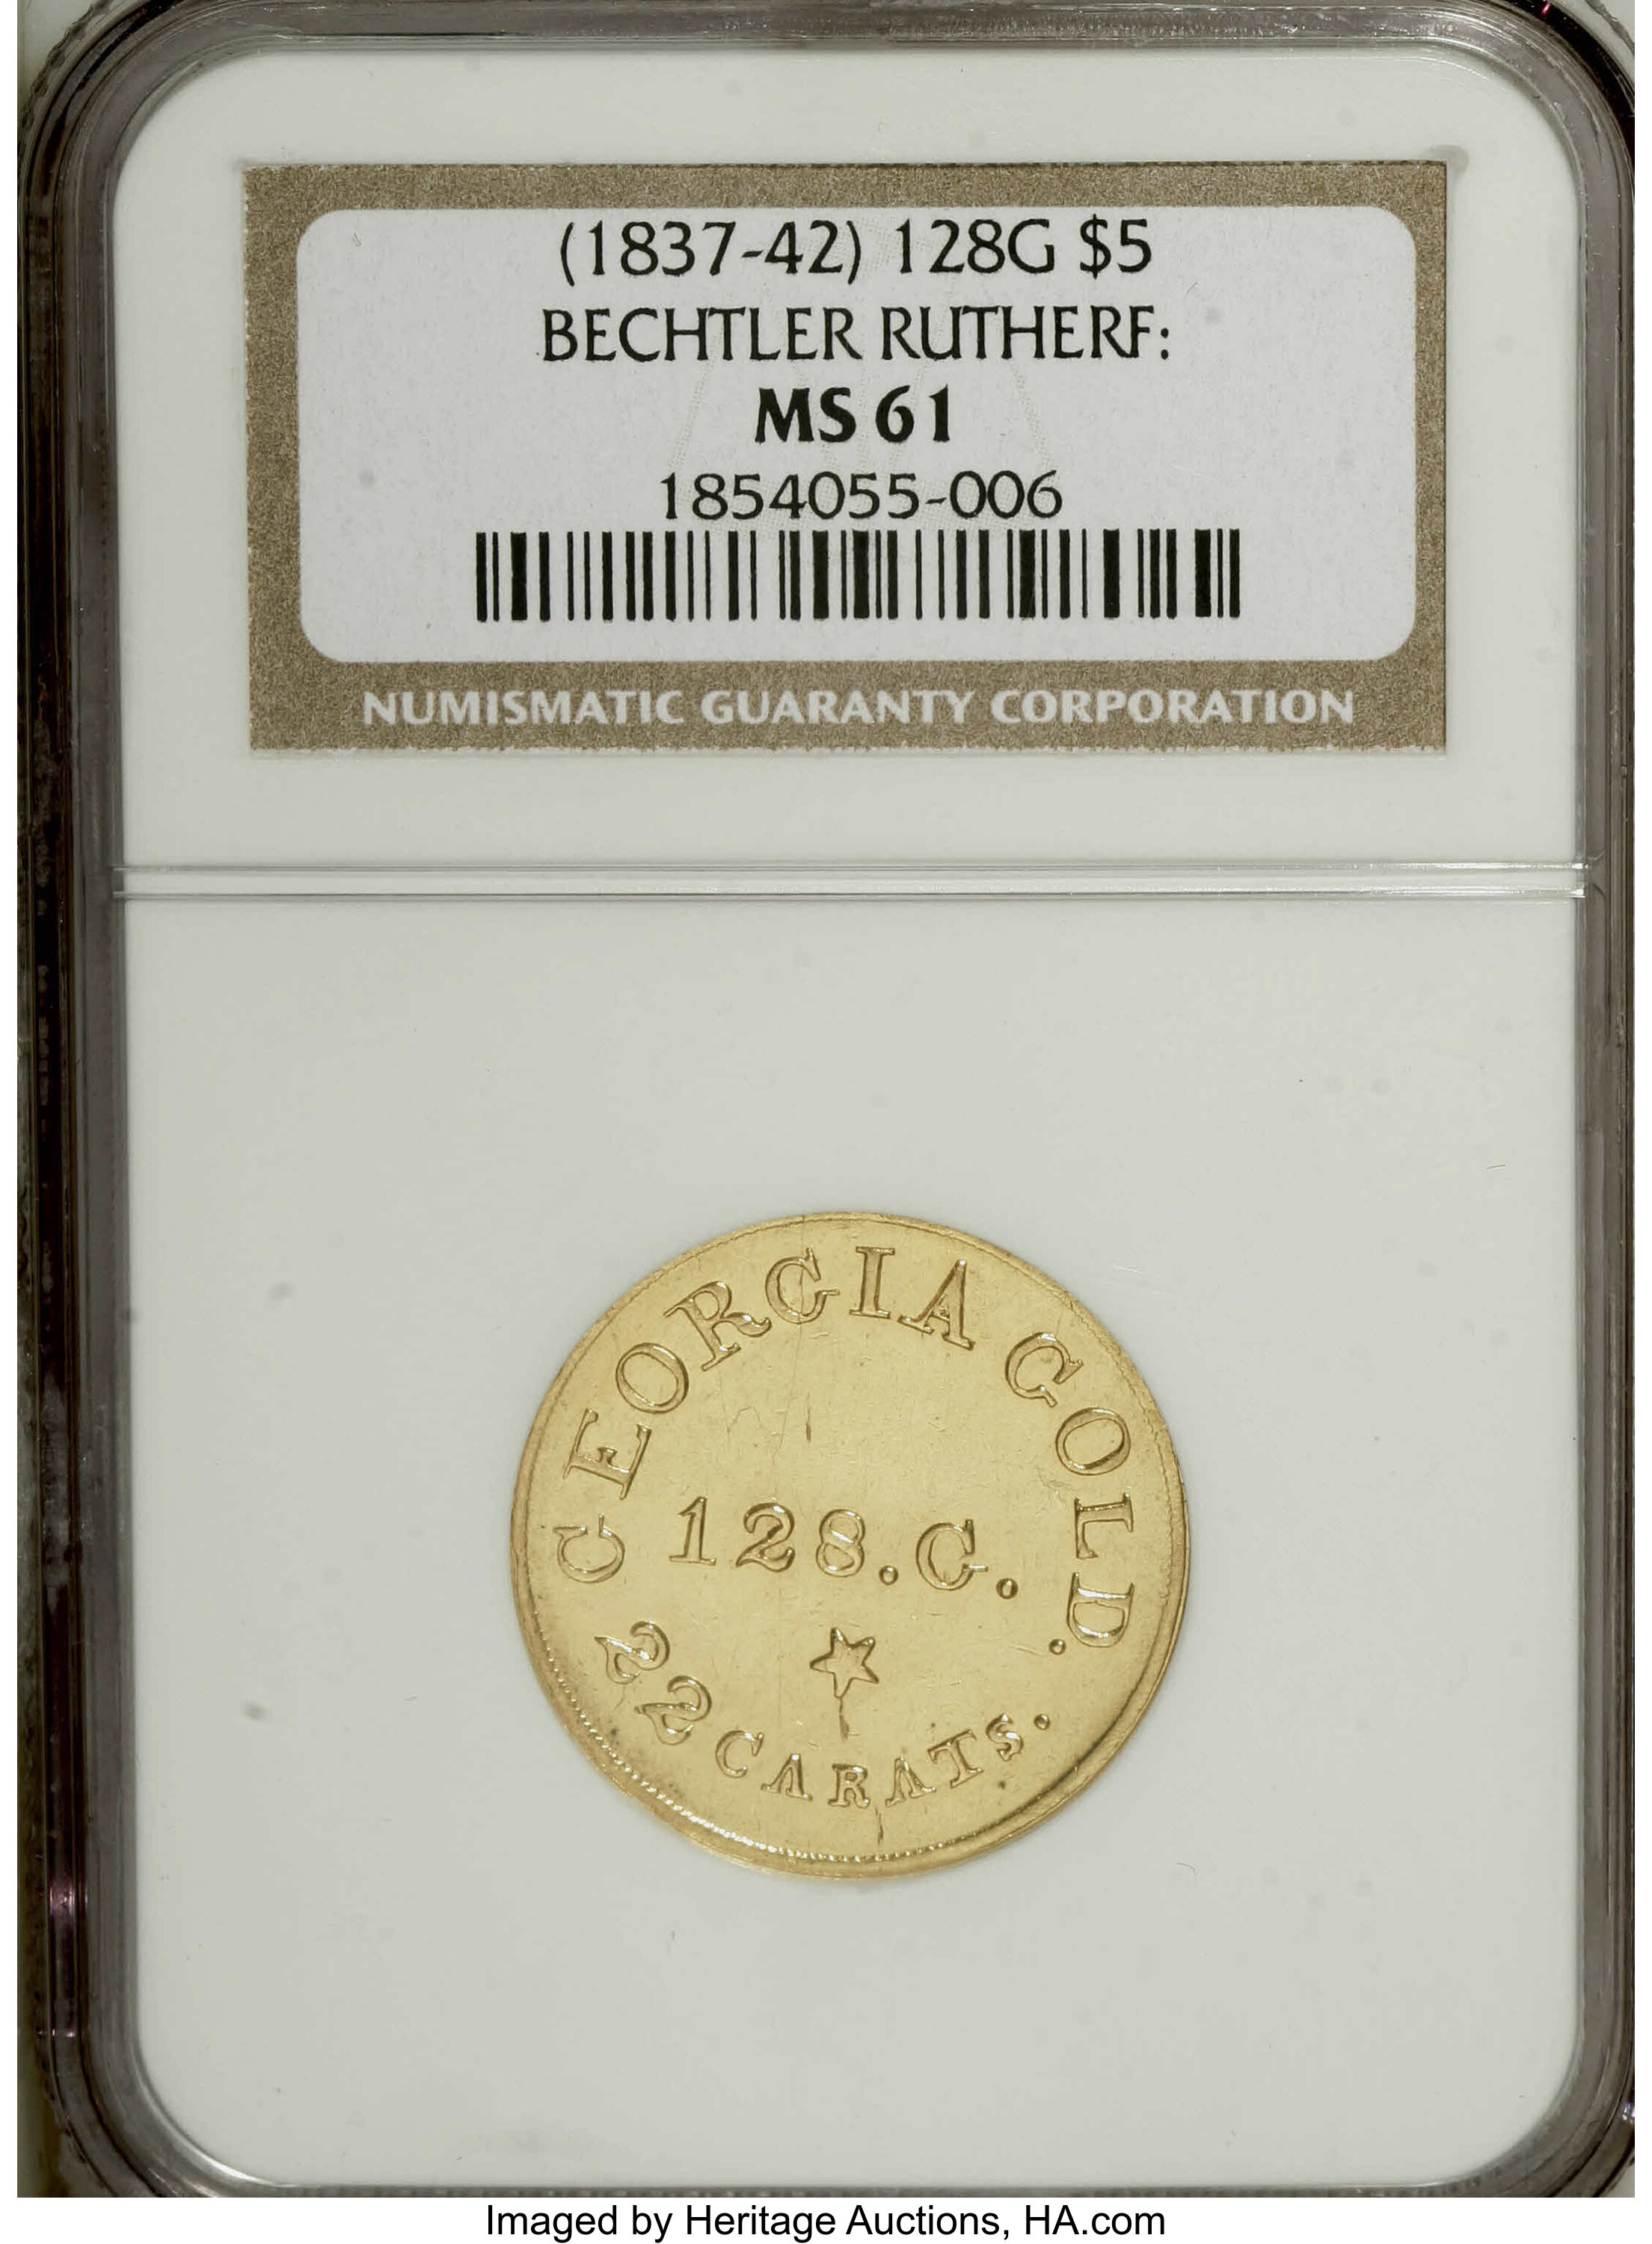 (1837-42) 128G $5
BECHTLER RUTHERF:
MS 61
1854055-006
NUMISMATIC GUARANTY CORPORATION
GEORGIA GOLD.
128.G.
22 CARATS.
Imaged by Heritage Auctions, HA.com